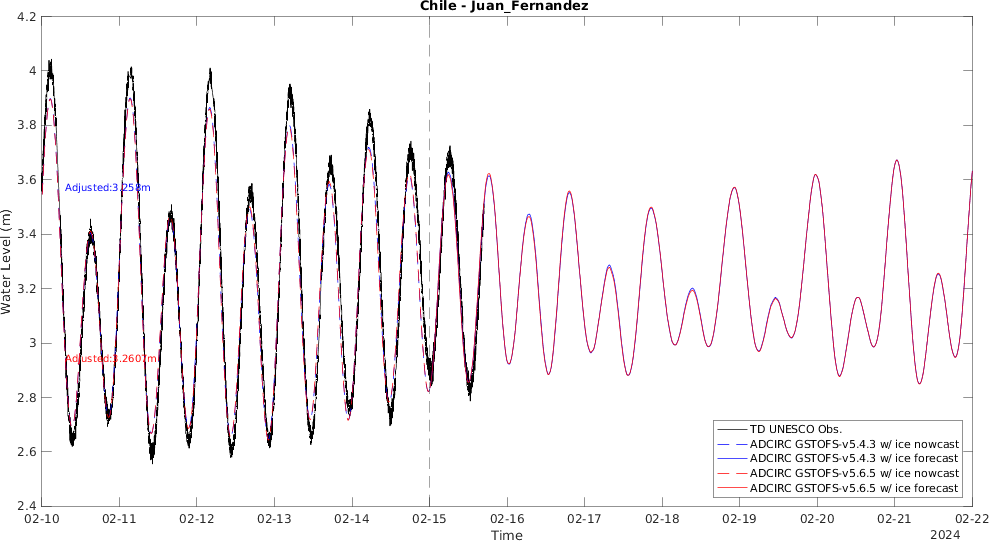 Chile - Juan_Fernandez
4.2
4
3.8
3.6
3.4
3.2
3
2.8
2.6
2.4
Water Level (m)
Adjusted:3.258m
Adjusted:3.2607m
TD UNESCO Obs.
ADCIRC GSTOFS-v5.4.3 w/ ice nowcast
ADCIRC GSTOFS-v5.4.3 w/ ice forecast
ADCIRC GSTOFS-v5.6.5 w/ ice nowcast
ADCIRC GSTOFS-v5.6.5 w/ ice forecast
02-10 02-11 02-12 02-13 02-14 02-15 02-16 02-17 02-18 02-19 02-20 02-21 02-22
Time
2024